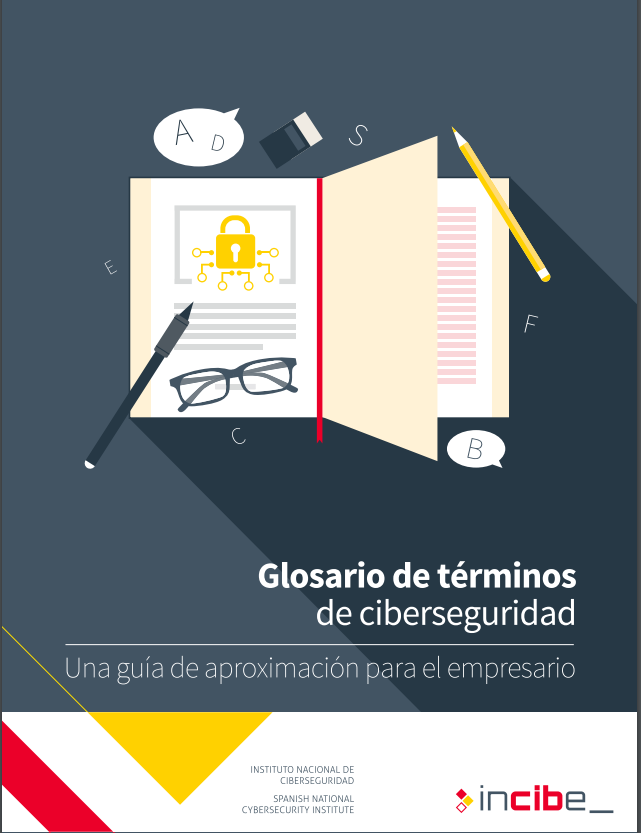 A D
S
E
F
C
B
Glosario de términos
de ciberseguridad
Una guía de aproximación para el empresario
INSTITUTO NACIONAL DE
CIBERSEGURIDAD
SPANISH NATIONAL
CYBERSECURITY INSTITUTE
incibe_